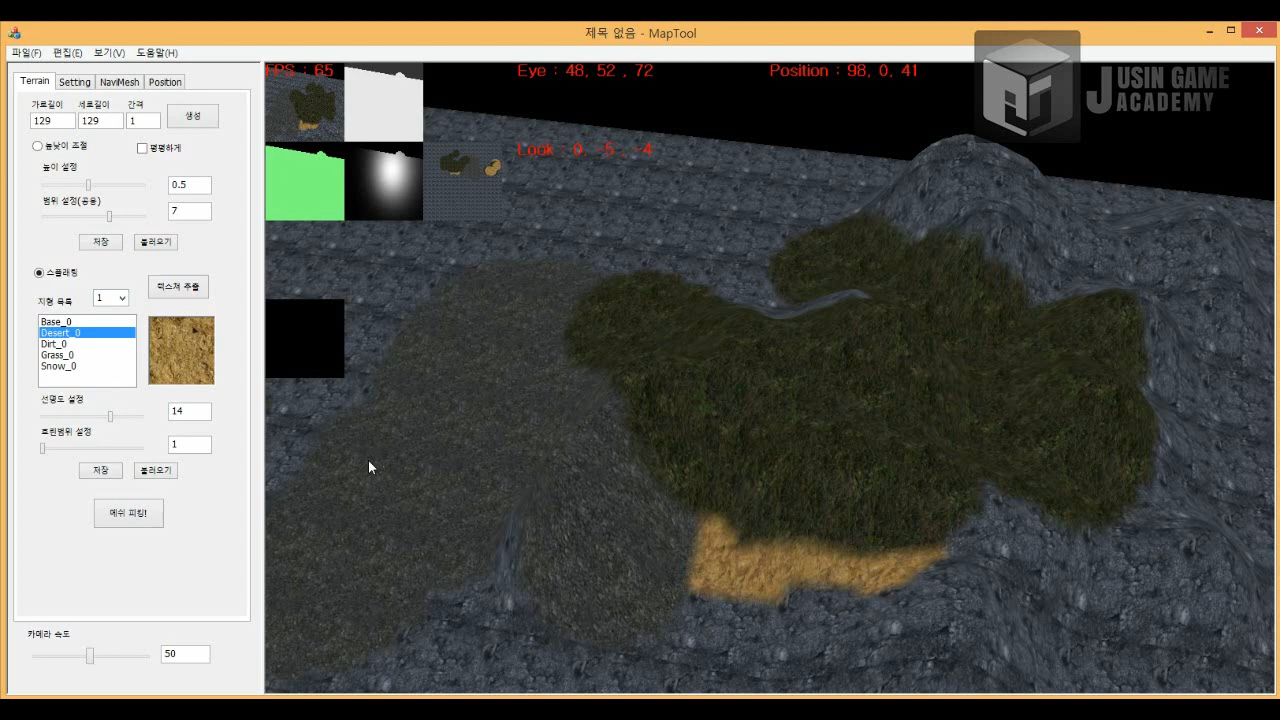 제목 없음 - MapTool
파일(F) 편집(E) 보기(V) 도움말(H)
JUSIN GAME
ACADEMY
FPS : 65
Eye : 48, 52 , 72
Position : 98, 0, 41
Look : 0, -5 , -4
Terrain Setting NaviMesh Position
가로길이 세로길이 간격
129 129 1 생성
높낮이 조절 평평하게
높이 설정
0.5
범위 설정(공용)
7
저장 불러오기
스플래팅
텍스쳐 추출
지형 목록 1
Base_0
Desert_0
Dirt_0
Grass_0
Snow_0
선명도 설정
14
흐린범위 설정
1
저장 불러오기
메쉬 피킹!
카메라 속도
50